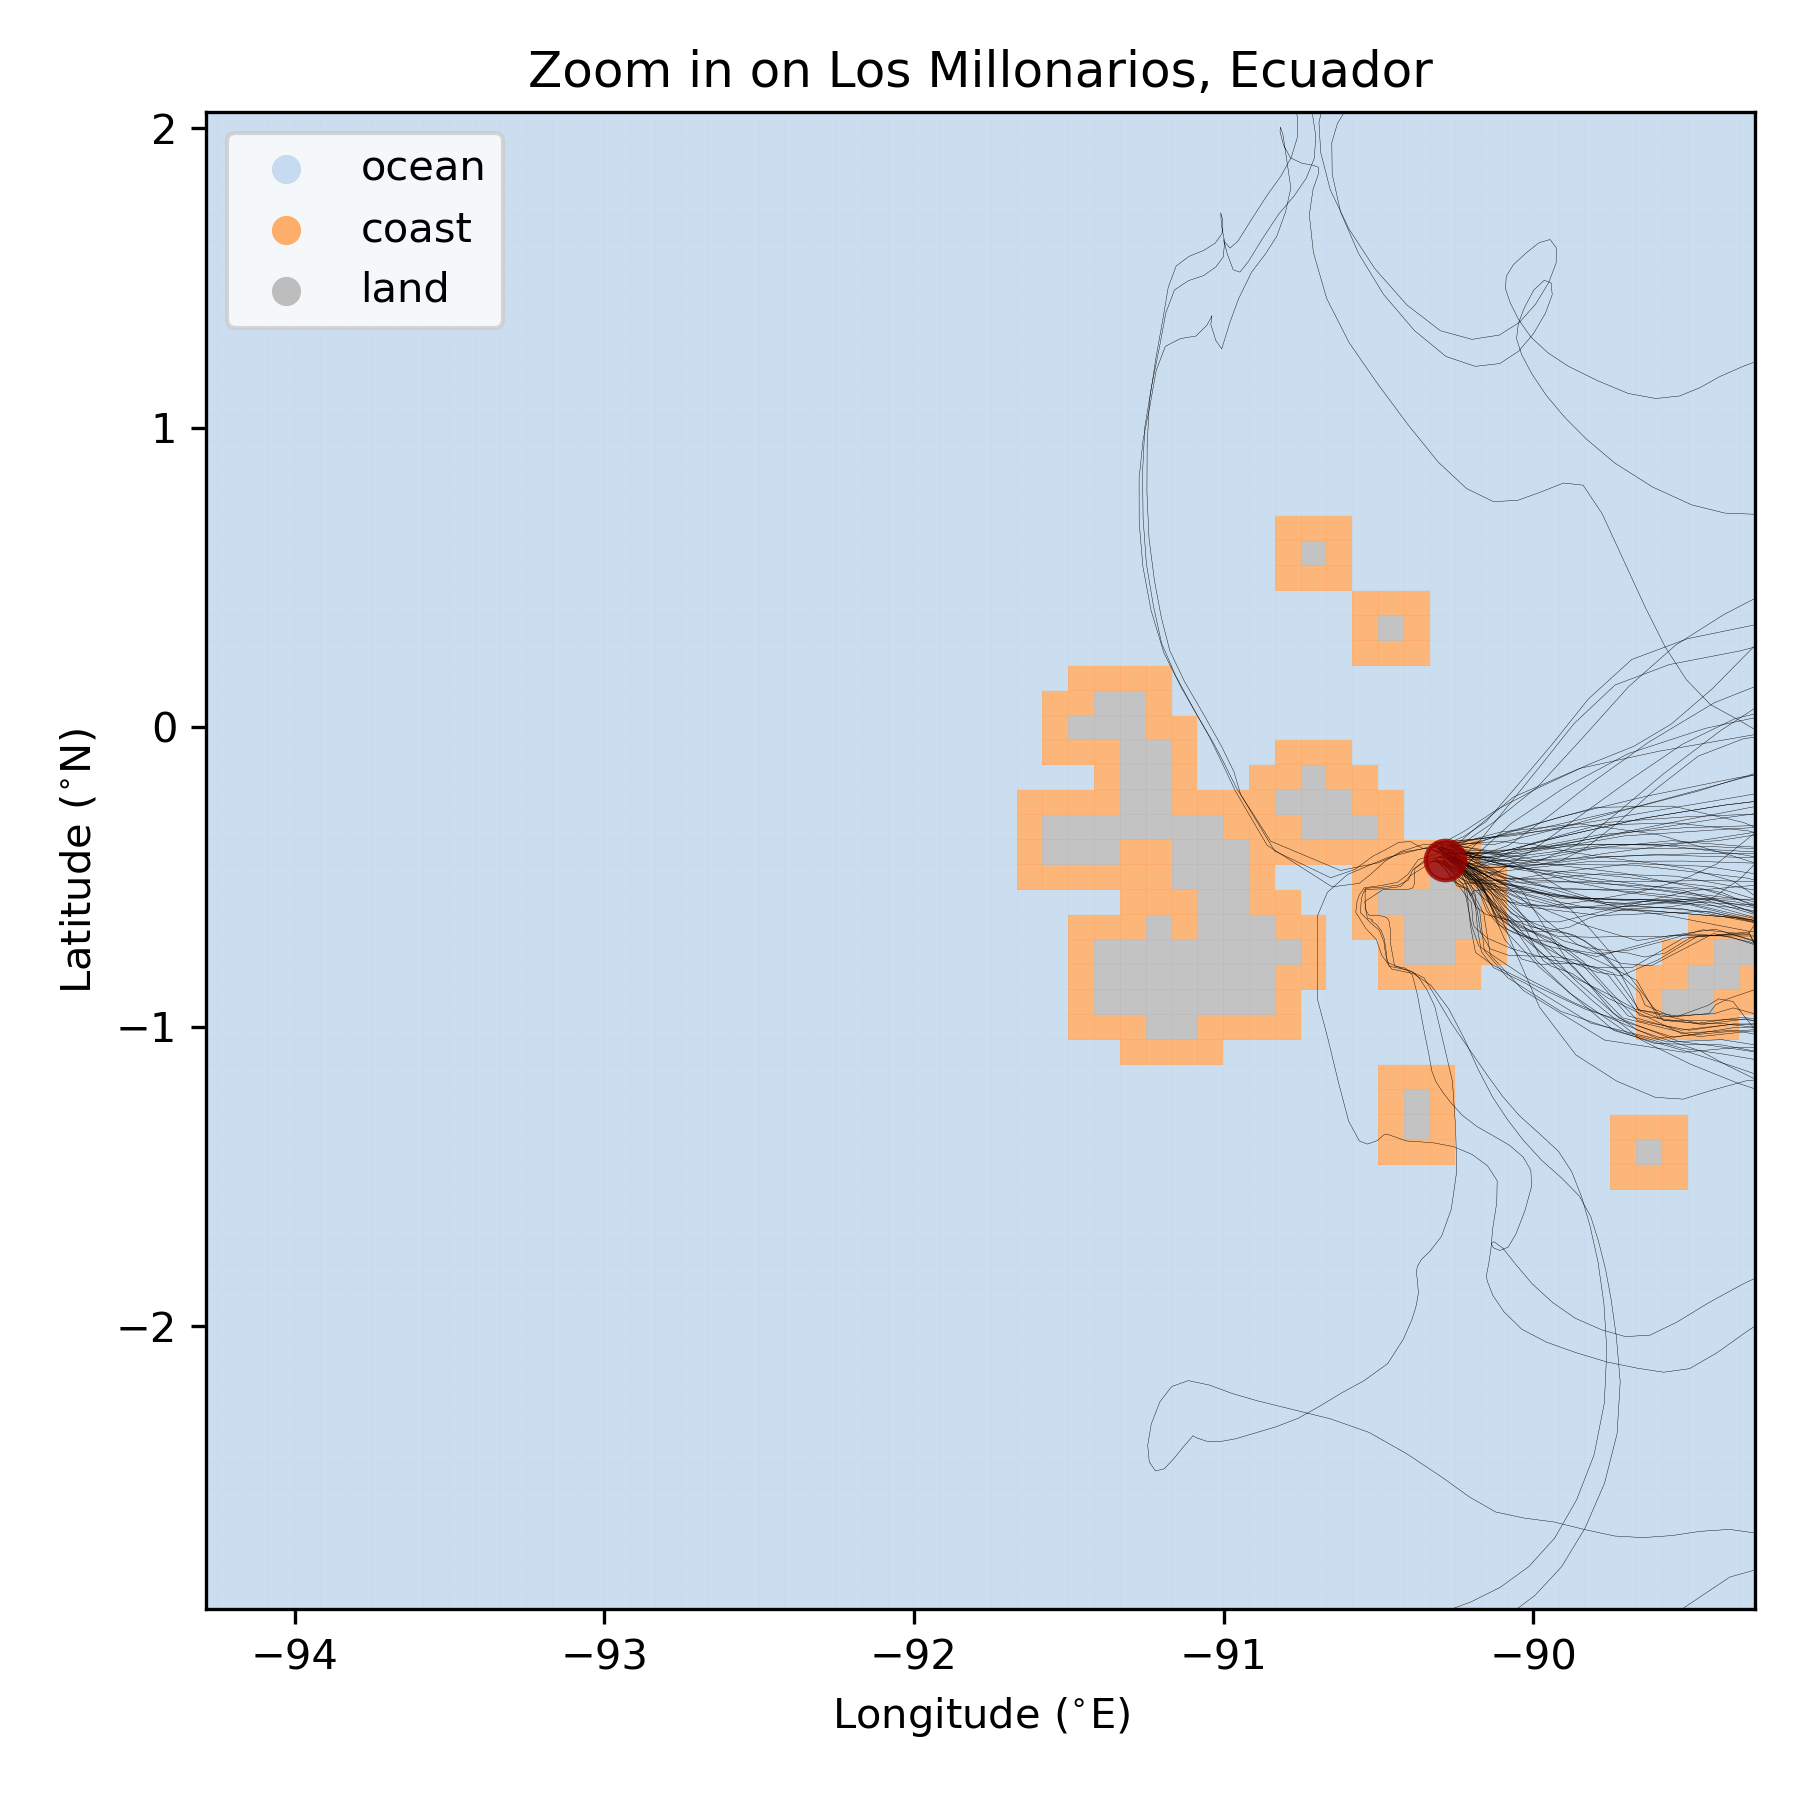 Zoom in on Los Millonarios, Ecuador
ocean
coast
land
2
1
0
−1
−2
Latitude (°N)
−94
−93
−92
−91
−90
Longitude (°E)